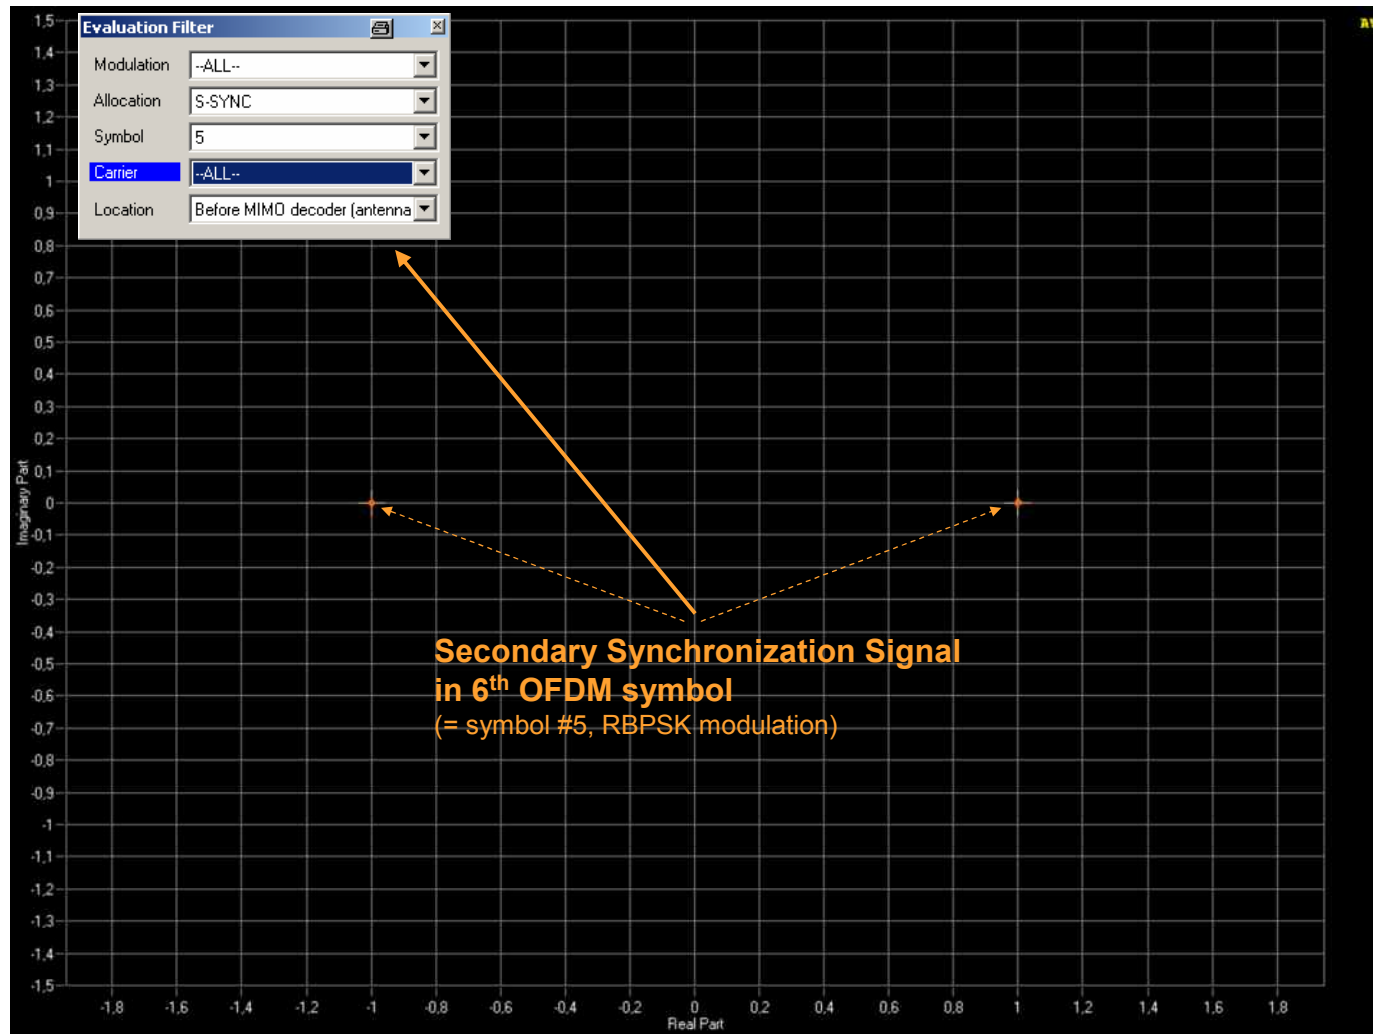 Evaluation Filter
Modulation --ALL--
Allocation S-SYNC
Symbol 5
Carrier --ALL--
Location Before MIMO decoder (antenna
1,5
1,4
1,3
1,2
1,1
1
0,9
0,8
0,7
0,6
0,5
0,4
0,3
0,2
0,1
0
-0,1
-0,2
-0,3
-0,4
-0,5
-0,6
-0,7
-0,8
-0,9
-1
-1,1
-1,2
-1,3
-1,4
-1,5
Imaginary Part
Secondary Synchronization Signal
in 6th OFDM symbol
(= symbol #5, RBPSK modulation)
-1,8 -1,6 -1,4 -1,2 -1 -0,8 -0,6 -0,4 -0,2 0 0,2 0,4 0,6 0,8 1 1,2 1,4 1,6 1,8
Real Part